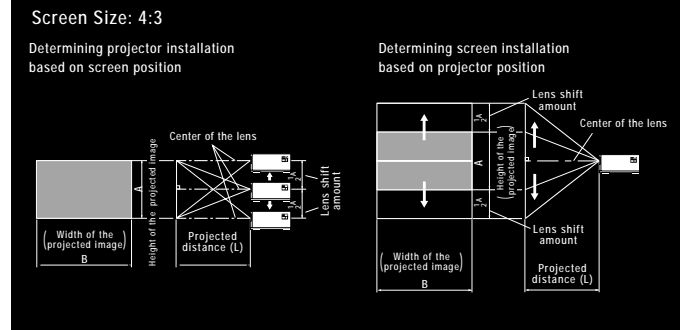 Screen Size: 4:3
Determining projector installation
based on screen position
Center of the lens
A
Height of the projected image
1/2A
1/2A
Lens shift
amount
(Width of the
projected image)
B
Projected
distance (L)
Determining screen installation
based on projector position
Lens shift
amount
1/2A
Center of the lens
A
(Height of the
projected image)
1/2A
Lens shift
amount
(Width of the
projected image)
B
Projected
distance (L)